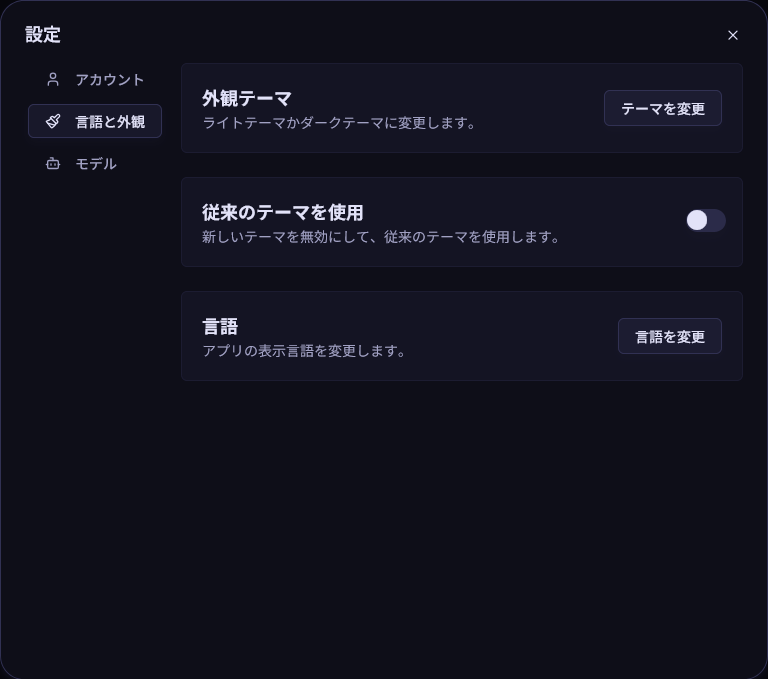 設定
アカウント
言語と外観
モデル
外観テーマ
ライトテーマかダークテーマに変更します。
テーマを変更
従来のテーマを使用
新しいテーマを無効にして、従来のテーマを使用します。
言語
アプリの表示言語を変更します。
言語を変更